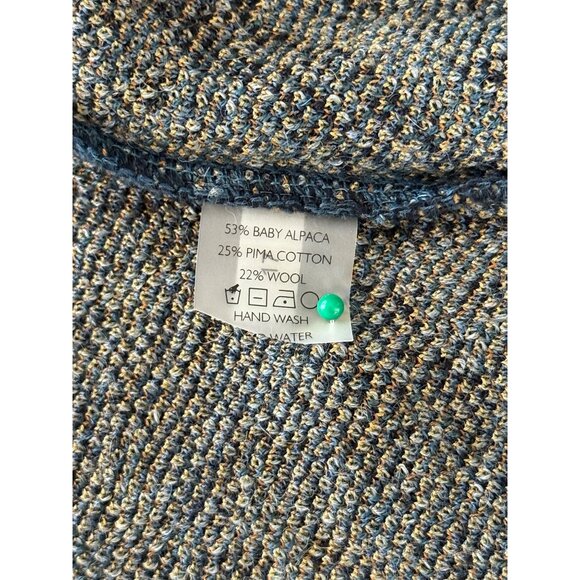 53% BABY ALPACA
25% PIMA COTTON
22% WOOL
HAND WASH
WATER